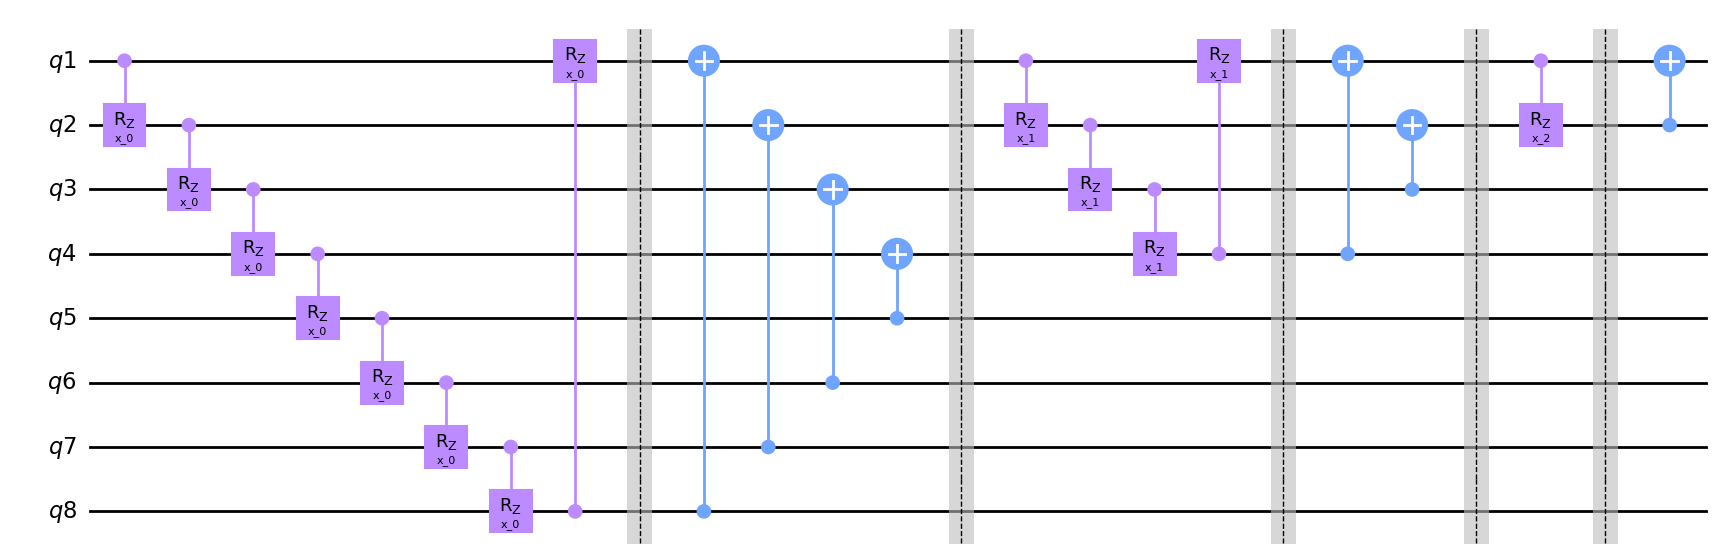 q1 R_Z x_0
R_Z x_1
q2 R_Z x_0
R_Z x_1
R_Z x_2
q3 R_Z x_0
R_Z x_1
q4 R_Z x_0
R_Z x_1
q5 R_Z x_0
q6 R_Z x_0
q7 R_Z x_0
q8 R_Z x_0